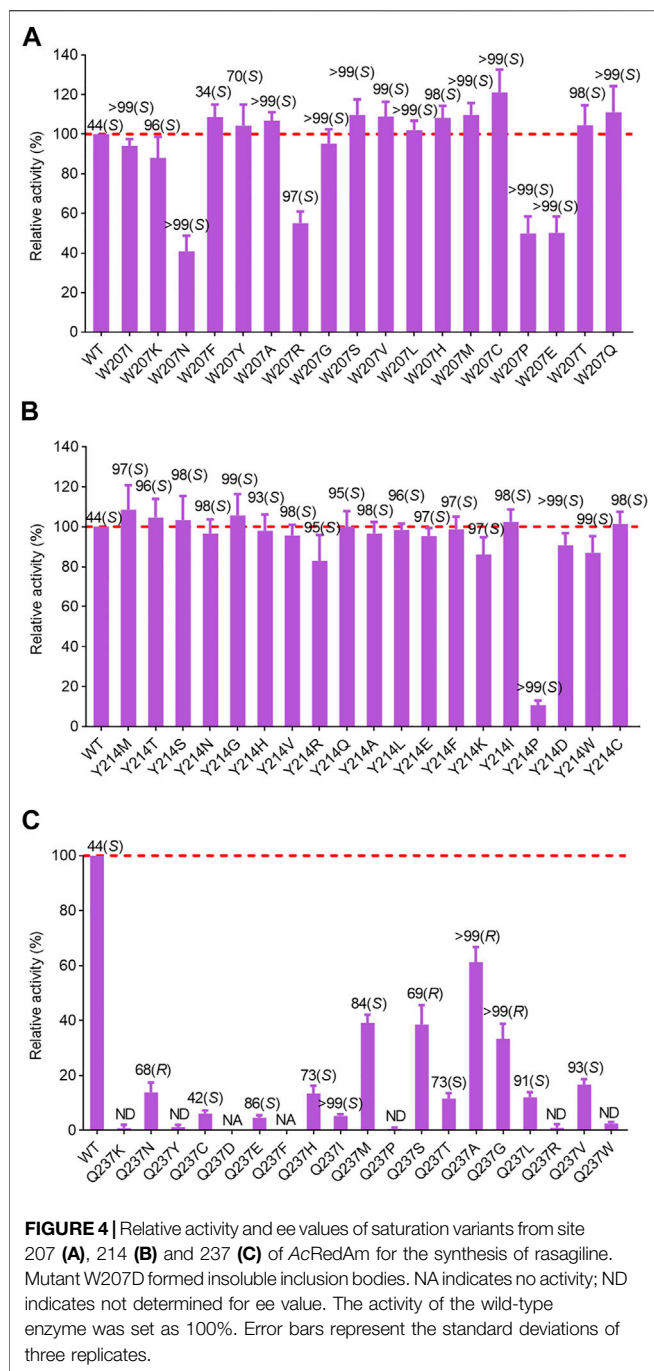 A
Relative activity (%)
140
120
100
80
60
40
20
0
44(S) >99(S) 96(S) >99(S) 34(S) 70(S) >99(S) 97(S) >99(S) >99(S) 99(S) >99(S) 98(S) >99(S) >99(S) >99(S) >99(S) 98(S) >99(S)
WT W207I W207K W207N W207F W207Y W207A W207R W207G W207S W207V W207L W207H W207M W207C W207P W207E W207T W207Q
B
Relative activity (%)
140
120
100
80
60
40
20
0
44(S) 97(S) 96(S) 98(S) 98(S) 99(S) 93(S) 98(S) 95(S) 95(S) 98(S) 96(S) 97(S) 97(S) 97(S) 98(S) >99(S) >99(S) 99(S) 98(S)
WT Y214M Y214T Y214S Y214N Y214G Y214H Y214V Y214R Y214Q Y214A Y214L Y214E Y214F Y214K Y214I Y214P Y214D Y214W Y214C
C
Relative activity (%)
100
80
60
40
20
0
44(S) ND 68(R) ND 42(S) NA 86(S) NA 73(S) >99(S) 84(S) ND 69(R) 73(S) >99(R) >99(R) 91(S) ND 93(S) ND
WT Q237K Q237N Q237Y Q237C Q237D Q237E Q237F Q237H Q237I Q237M Q237P Q237S Q237T Q237A Q237G Q237L Q237R Q237V Q237W
FIGURE 4 | Relative activity and ee values of saturation variants from site
207 (A), 214 (B) and 237 (C) of AcRedAm for the synthesis of rasagiline.
Mutant W207D formed insoluble inclusion bodies. NA indicates no activity; ND
indicates not determined for ee value. The activity of the wild-type
enzyme was set as 100%. Error bars represent the standard deviations of
three replicates.